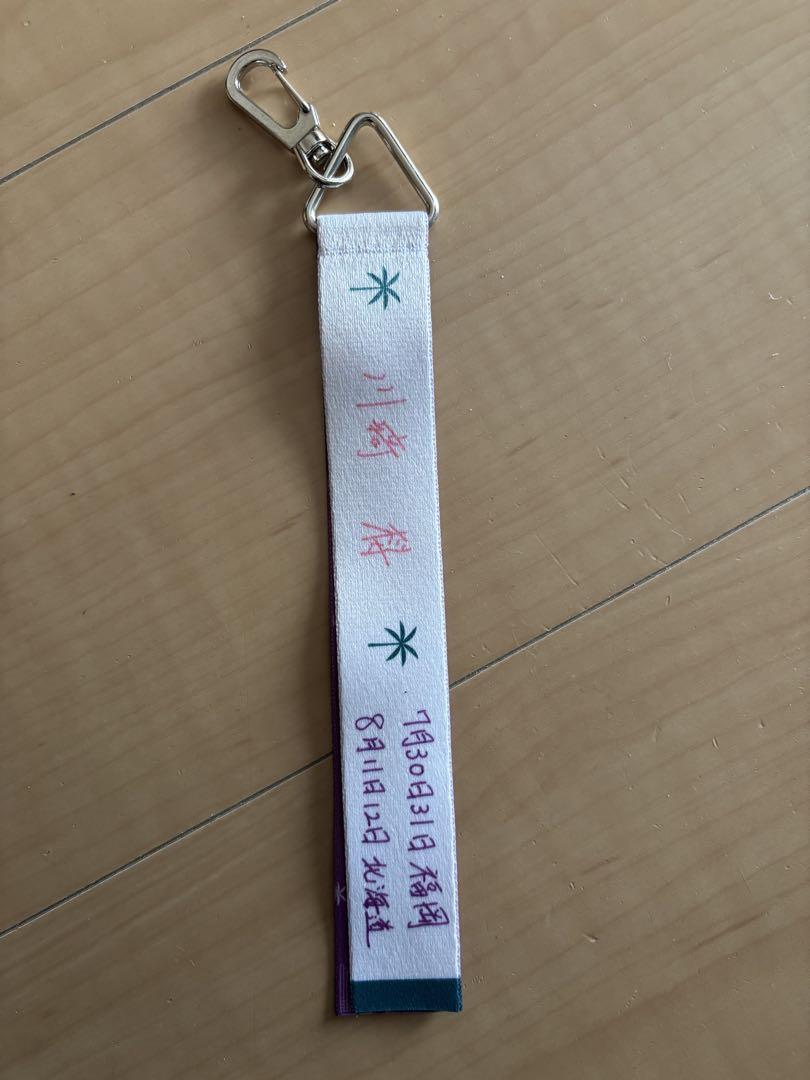 川﨑 科
7月30日31日 福岡
8月11日12日 北海道